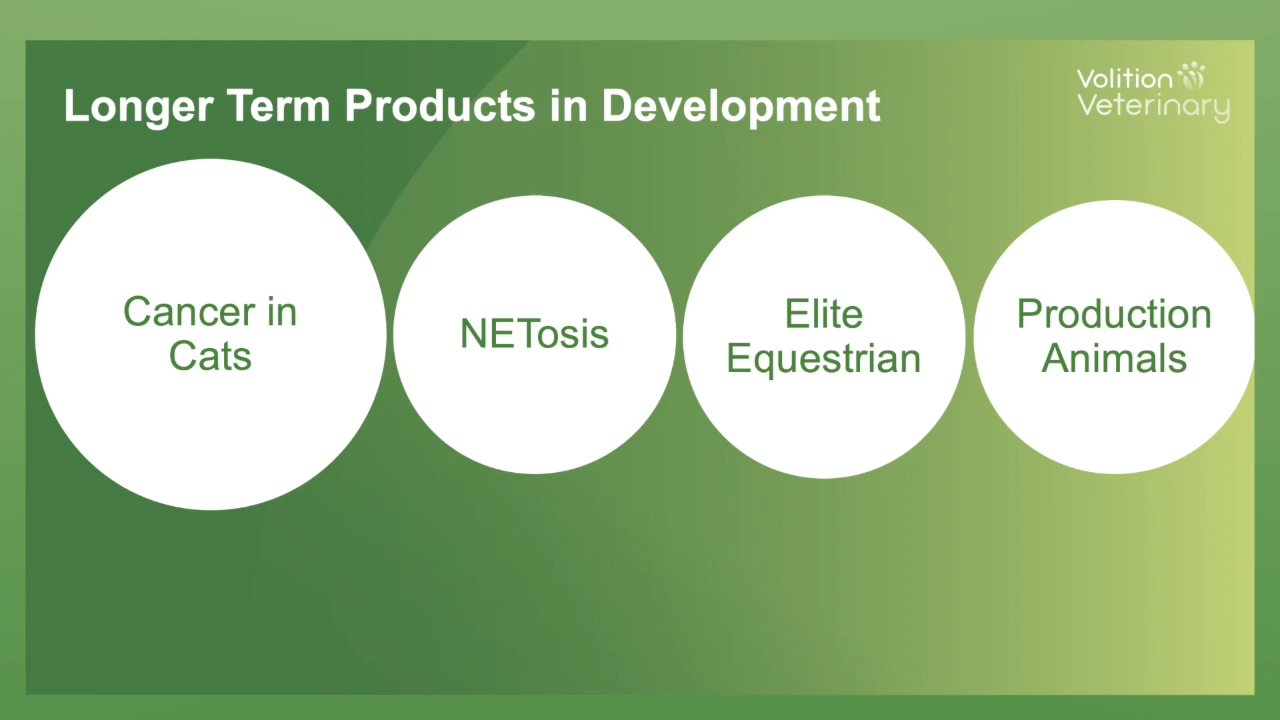 Longer Term Products in Development
Volition
Veterinary
Cancer in
Cats
NETosis
Elite
Equestrian
Production
Animals